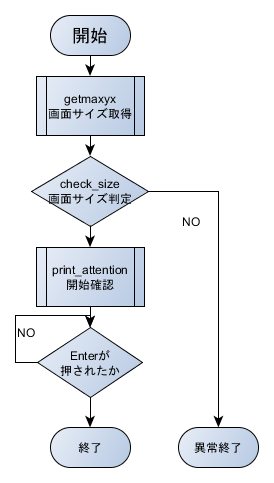 開始
getmaxyx
画面サイズ取得
check_size
画面サイズ判定
NO
print_attention
開始確認
NO
Enterが
押されたか
終了
異常終了